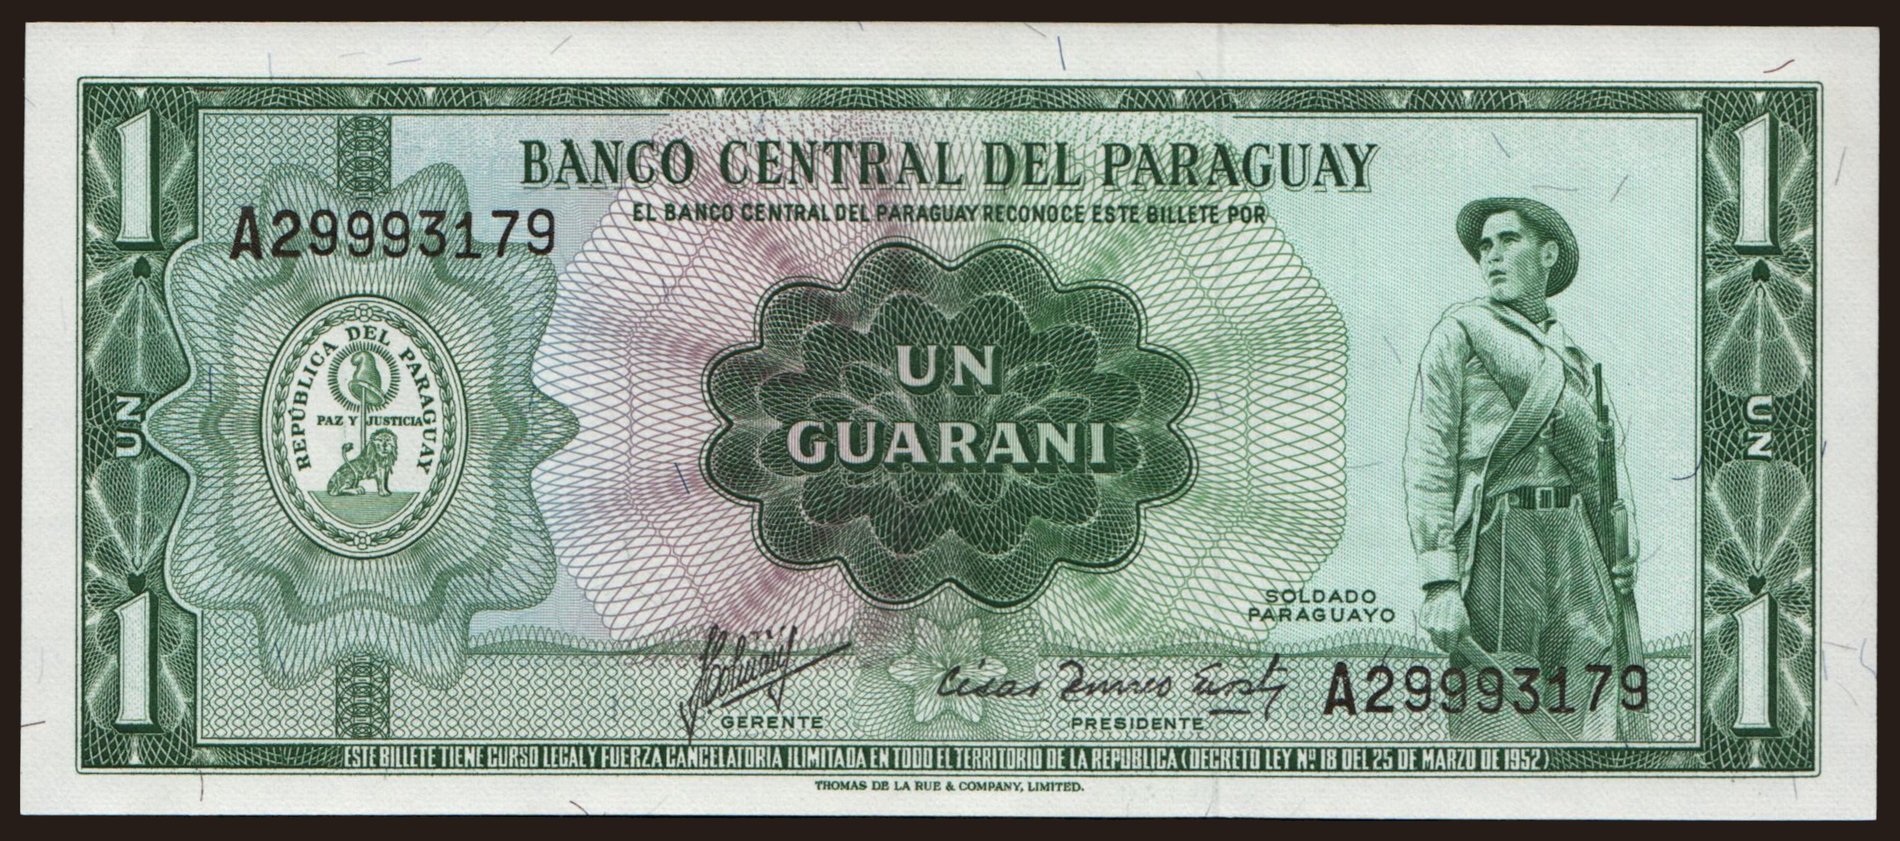 1
1
BANCO CENTRAL DEL PARAGUAY
EL BANCO CENTRAL DEL PARAGUAY RECONOCE ESTE BILLETE POR
A29993179
REPÚBLICA DEL PARAGUAY
PAZ Y JUSTICIA
UN
GUARANI
UN
UN
SOLDADO
PARAGUAYO
1
1
GERENTE
PRESIDENTE
A29993179
ESTE BILLETE TIENE CURSO LEGAL Y FUERZA CANCELATORIA ILIMITADA EN TODO EL TERRITORIO DE LA REPUBLICA (DECRETO LEY Nº 18 DEL 25 DE MARZO DE 1952)
THOMAS DE LA RUE & COMPANY, LIMITED.